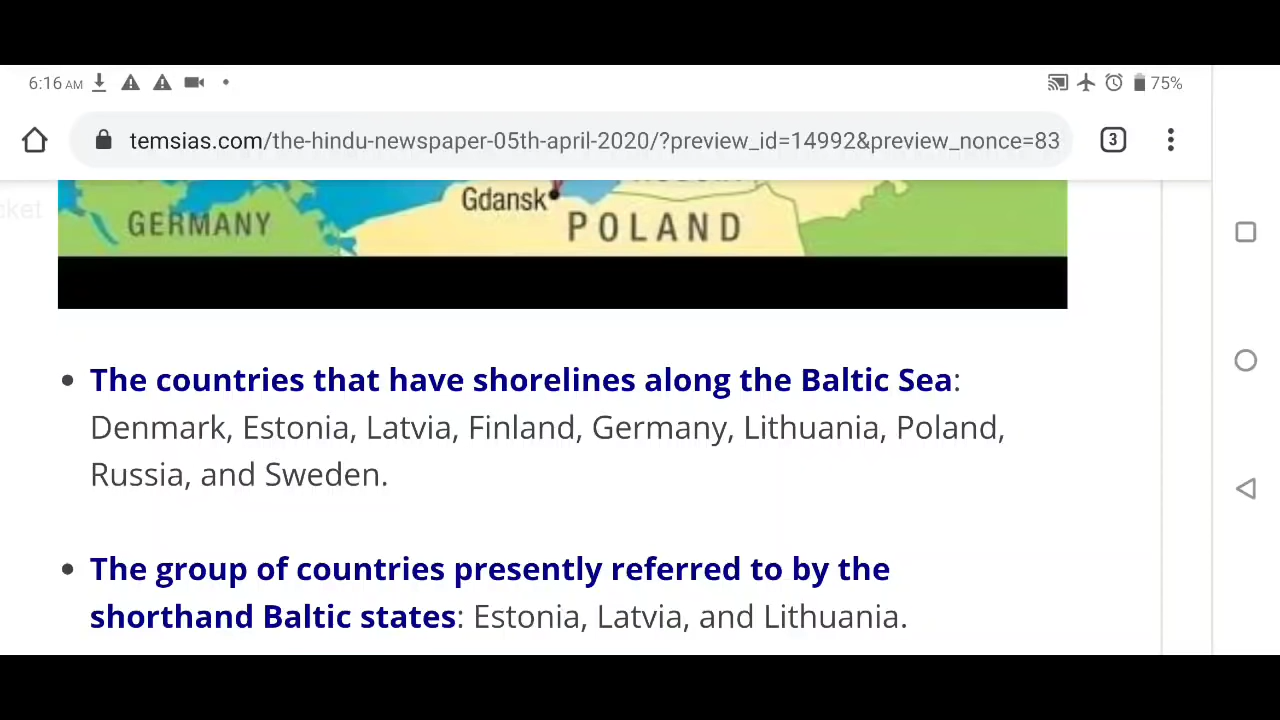 6:16 AM
75%
temsias.com/the-hindu-newspaper-05th-april-2020/?preview_id=14992&preview_nonce=83
3
cket
Gdansk
GERMANY
POLAND
• The countries that have shorelines along the Baltic Sea:
Denmark, Estonia, Latvia, Finland, Germany, Lithuania, Poland,
Russia, and Sweden.
• The group of countries presently referred to by the
shorthand Baltic states: Estonia, Latvia, and Lithuania.